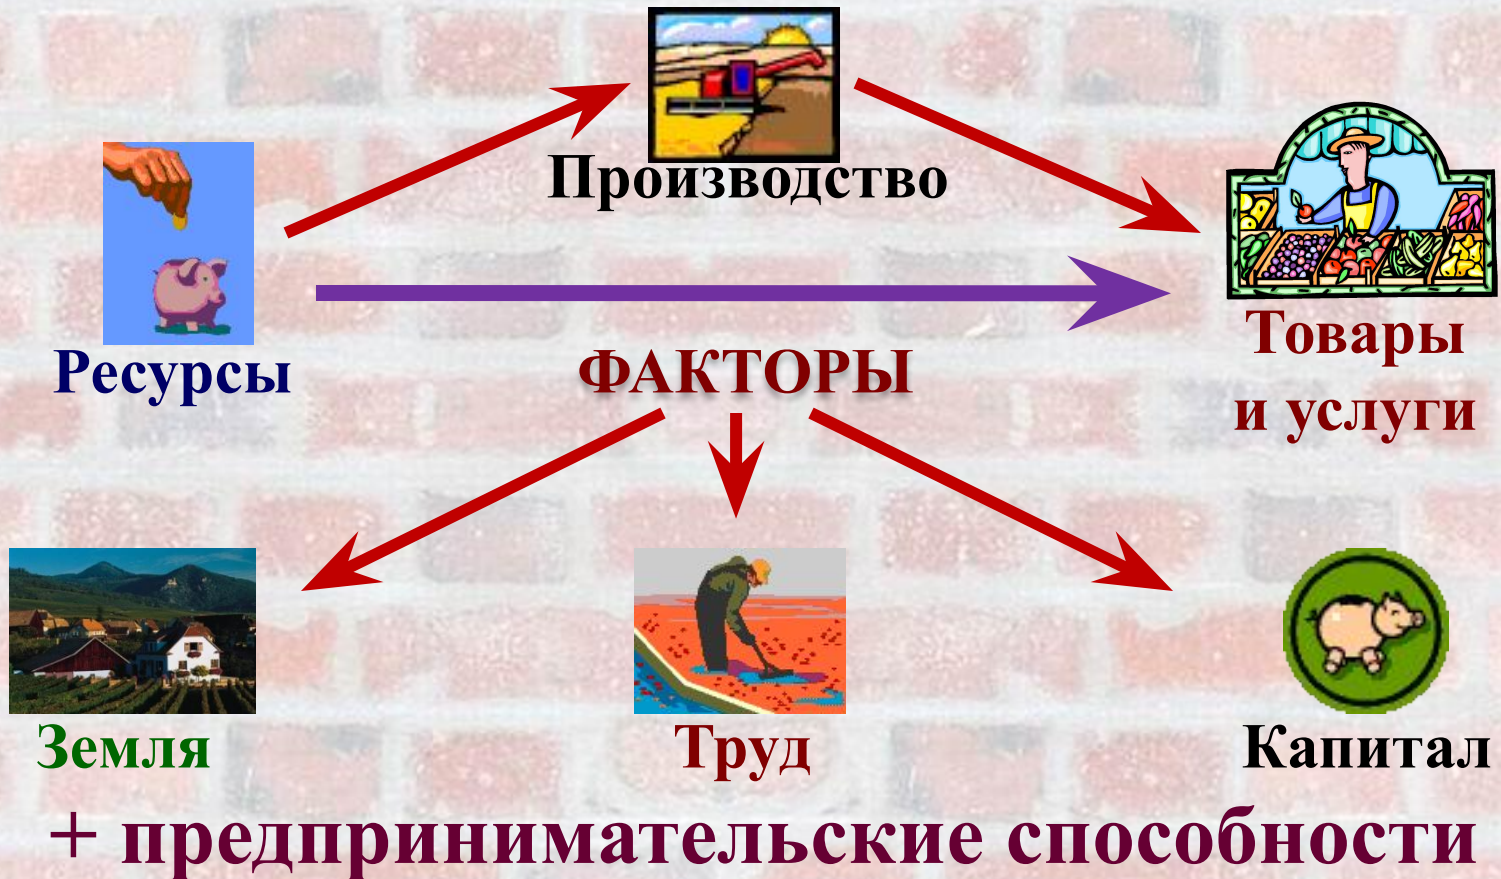 Производство
Ресурсы
ФАКТОРЫ
Товары
и услуги
Земля
Труд
Капитал
+ предпринимательские способности